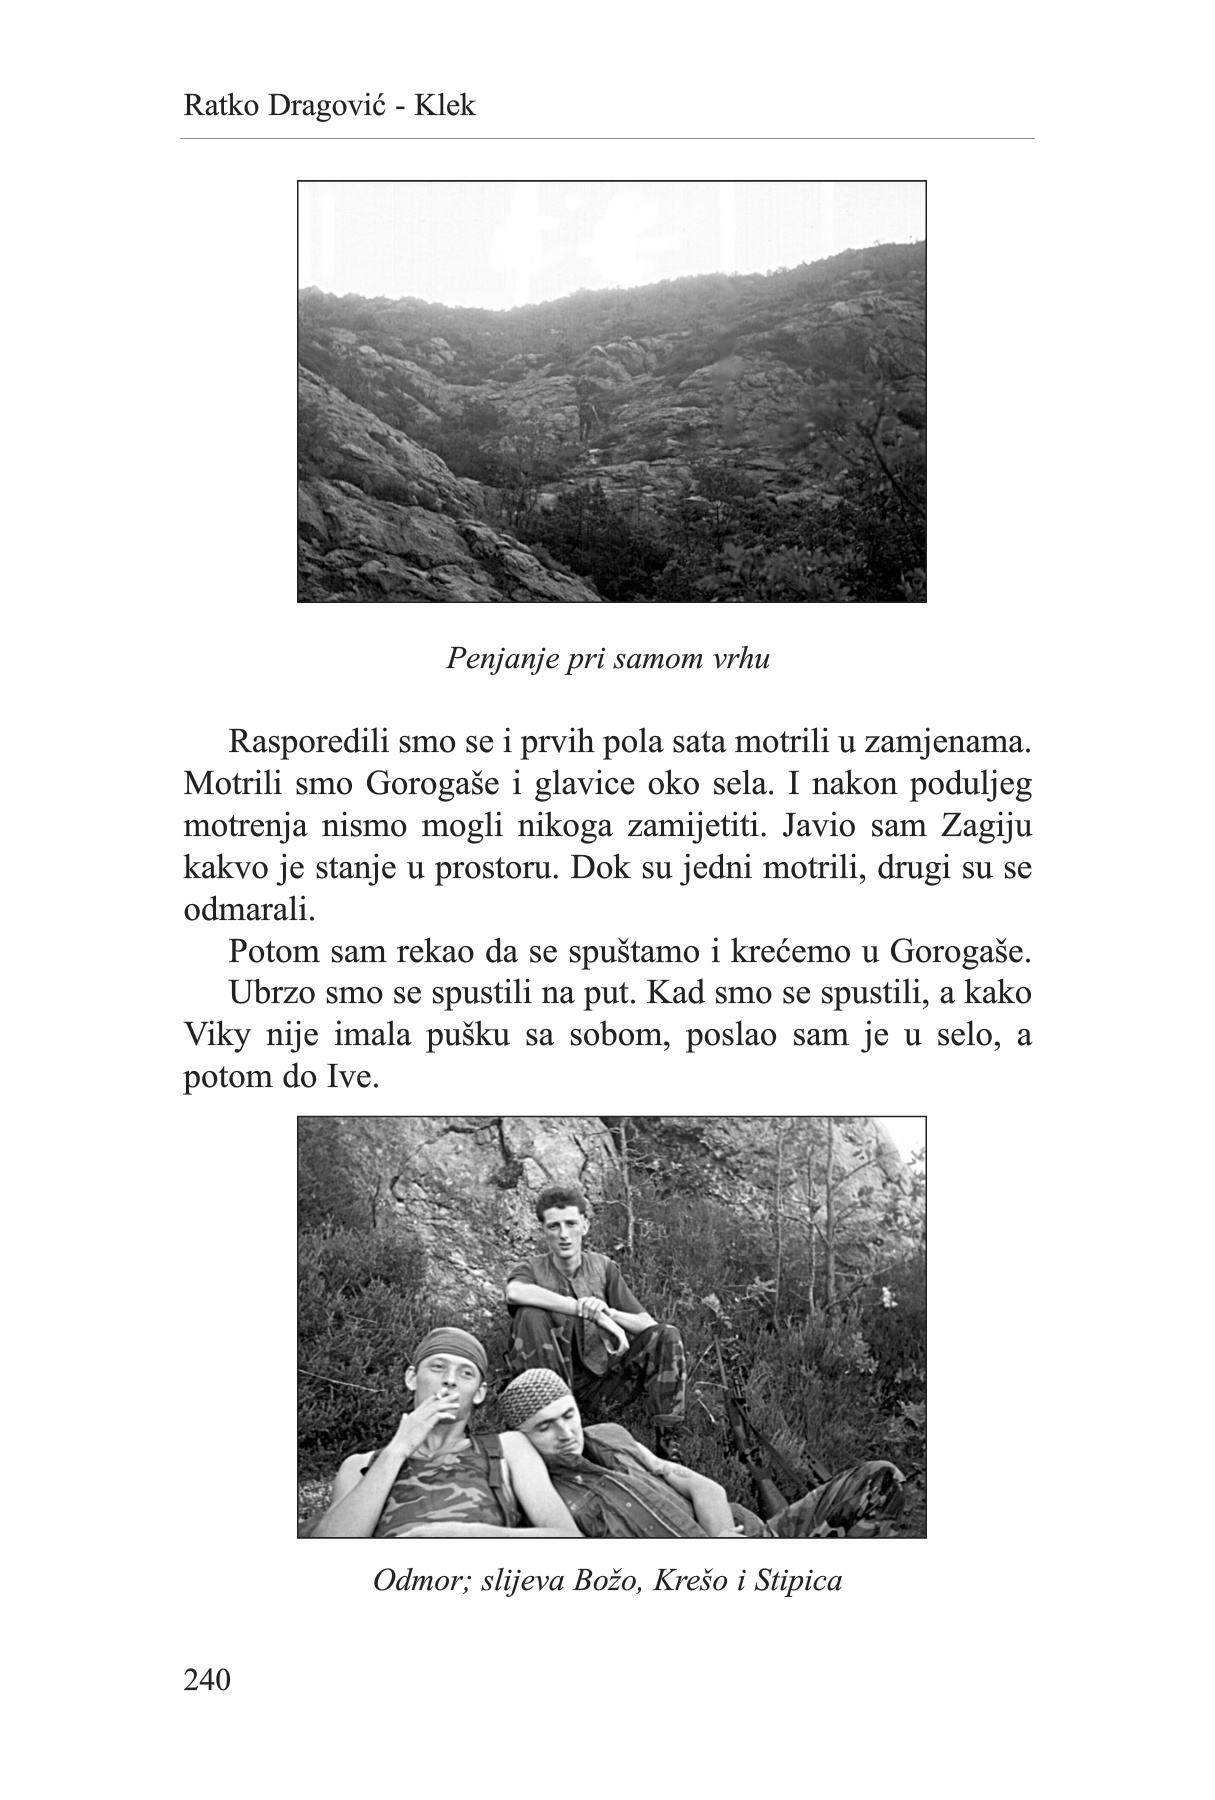 Ratko Dragović - Klek
Penjanje pri samom vrhu
Rasporedili smo se i prvih pola sata motrili u zamjenama.
Motrili smo Gorogaše i glavice oko sela. I nakon poduljeg
motrenja nismo mogli nikoga zamijetiti. Javio sam Zagiju
kakvo je stanje u prostoru. Dok su jedni motrili, drugi su se
odmarali.
Potom sam rekao da se spuštamo i krećemo u Gorogaše.
Ubrzo smo se spustili na put. Kad smo se spustili, a kako
Viky nije imala pušku sa sobom, poslao sam je u selo, a
potom do Ive.
Odmor; slijeva Božo, Krešo i Stipica
240